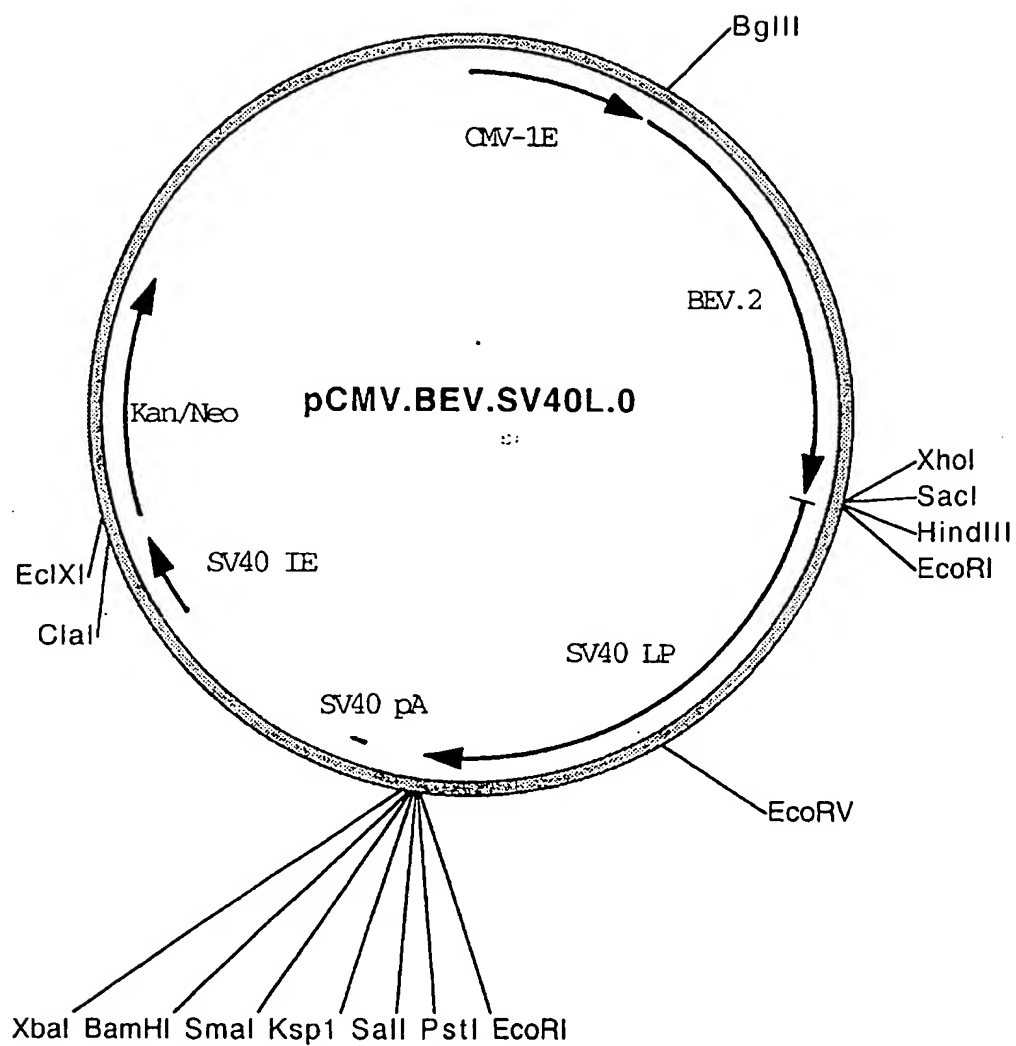 BglII
CMV-1E
BEV.2
Kan/Neo
pCMV.BEV.SV40L.0
XhoI
SacI
HindIII
EcoRI
EclXI
SV40 IE
ClaI
SV40 LP
SV40 pA
EcoRV
XbaI BamHI SmaI Ksp1 SalI PstI EcoRI